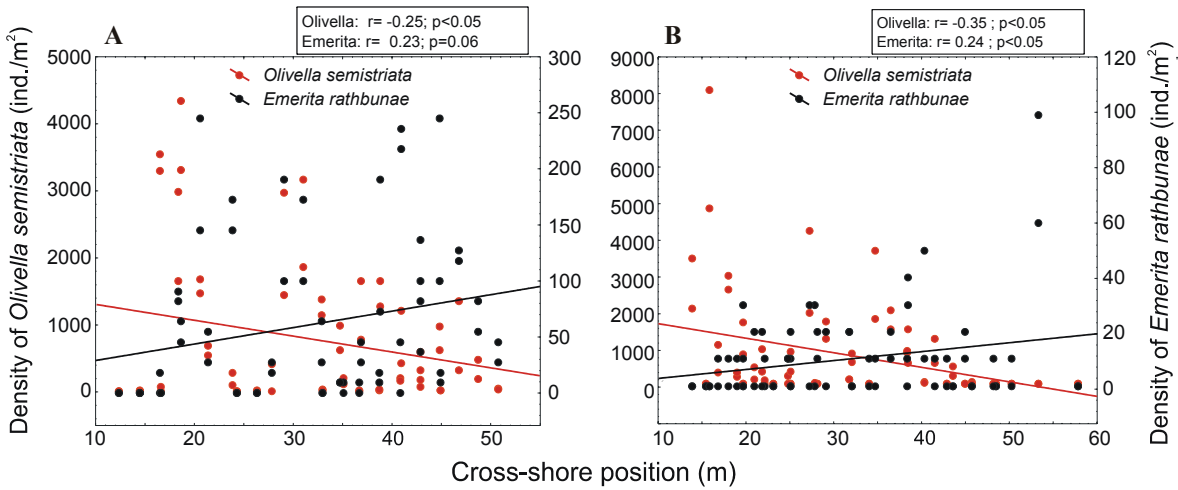 Olivella: r= -0.25; p<0.05
Emerita: r= 0.23; p=0.06
A
Olivella semistriata
Emerita rathbunae
Density of Olivella semistriata (ind./m²)
5000
4000
3000
2000
1000
0
300
250
200
150
100
50
0
10 20 30 40 50
Olivella: r= -0.35 ; p<0.05
Emerita: r= 0.24 ; p<0.05
B
Olivella semistriata
Emerita rathbunae
9000
8000
7000
6000
5000
4000
3000
2000
1000
0
120
100
80
60
40
20
0
Density of Emerita rathbunae (ind./m²)
10 20 30 40 50 60
Cross-shore position (m)